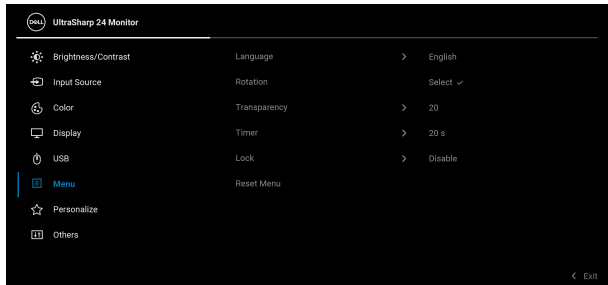 DELL UltraSharp 24 Monitor
Brightness/Contrast Language > English
Input Source Rotation Select ✓
Color Transparency > 20
Display Timer > 20 s
USB Lock > Disable
Menu Reset Menu
Personalize
Others
< Exit